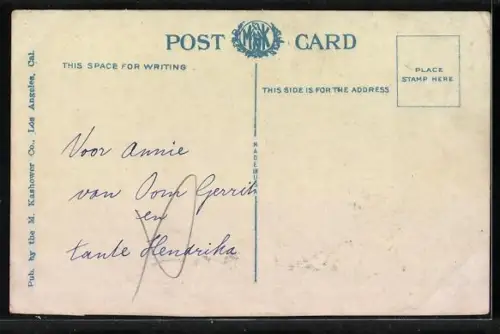 POST CARD
THIS SPACE FOR WRITING
THIS SIDE IS FOR THE ADDRESS
PLACE
STAMP HERE
Pub. by the M. Kashower Co., Los Angeles, Cal.
Voor Annie
van Oom Gerrit
en
tante Hendrika